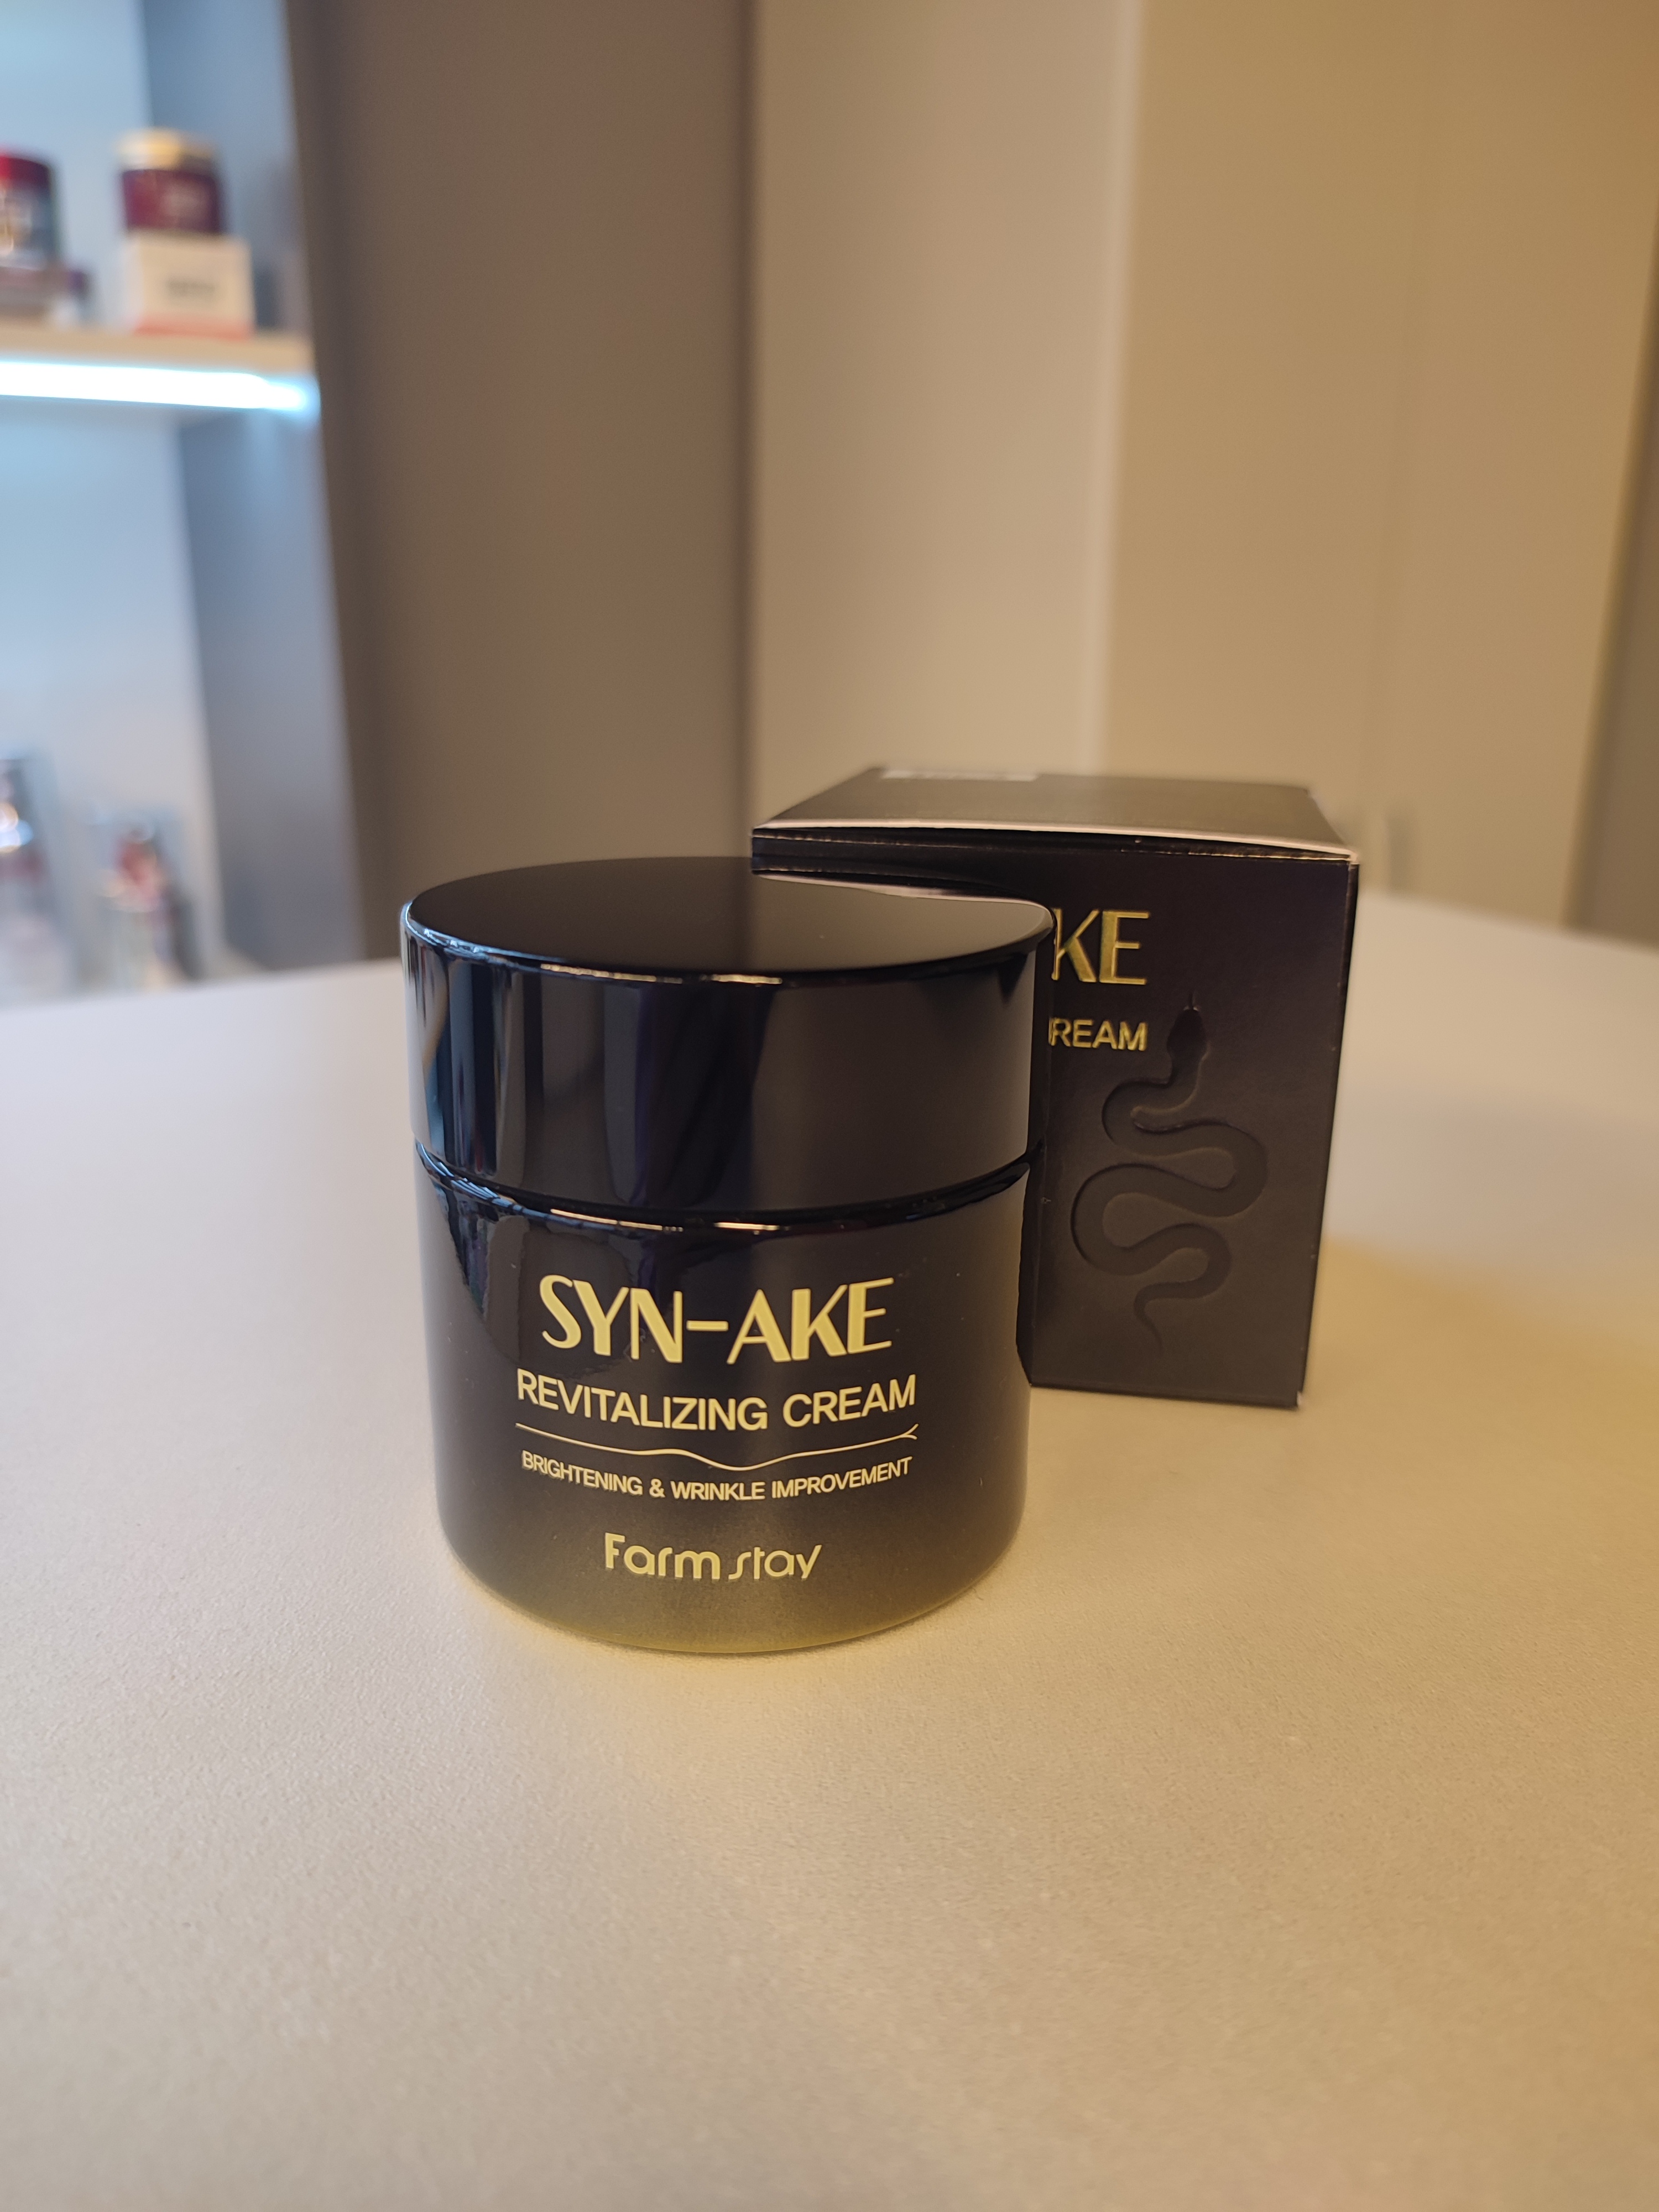 SYN-AKE
REVITALIZING CREAM
BRIGHTENING & WRINKLE IMPROVEMENT
Farm stay
KE
REAM